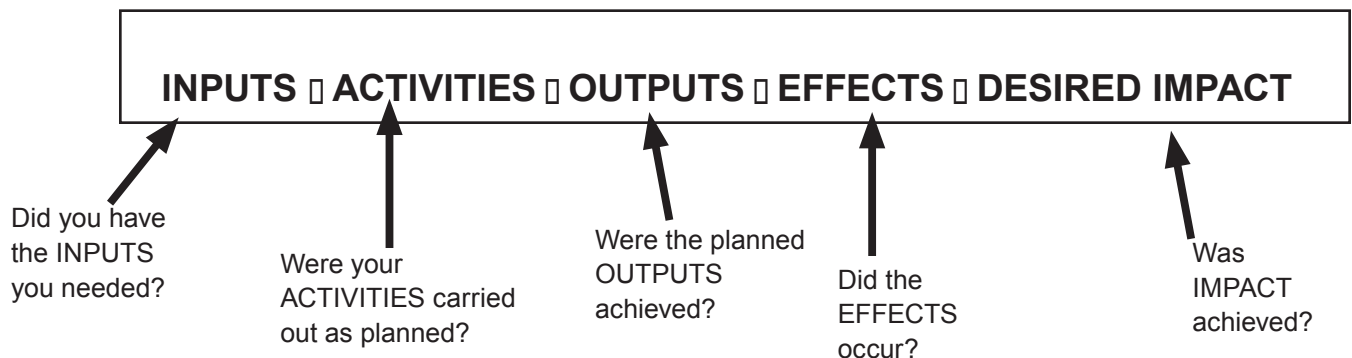 INPUTS ▯ ACTIVITIES ▯ OUTPUTS ▯ EFFECTS ▯ DESIRED IMPACT
Did you have
the INPUTS
you needed?
Were your
ACTIVITIES carried
out as planned?
Were the planned
OUTPUTS
achieved?
Did the
EFFECTS
occur?
Was
IMPACT
achieved?